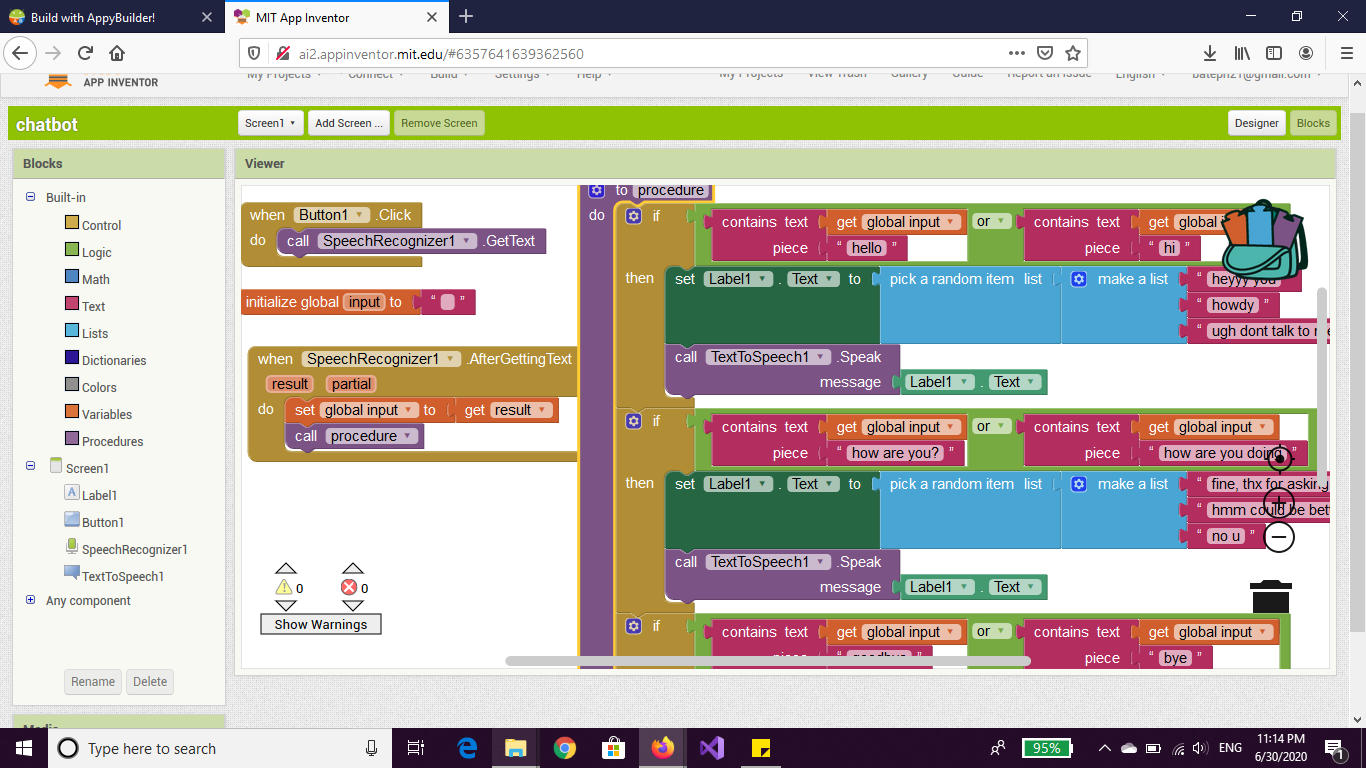 Build with AppyBuilder!
MIT App Inventor
ai2.appinventor.mit.edu/#6357641639362560
APP INVENTOR
My Projects
Connect
Build
Settings
Help
My Projects
View Trash
Gallery
Guide
Report an Issue
English
chatbot
Screen1
Add Screen ...
Remove Screen
Designer
Blocks
Blocks
Viewer
Built-in
Control
Logic
Math
Text
Lists
Dictionaries
Colors
Variables
Procedures
Screen1
Label1
Button1
SpeechRecognizer1
TextToSpeech1
Any component
Rename
Delete
when Button1 .Click
do call SpeechRecognizer1 .GetText
initialize global input to “ ”
when SpeechRecognizer1 .AfterGettingText
result partial
do set global input to get result
call procedure
0 0
Show Warnings
to procedure
do if contains text get global input or contains text get global
piece “ hello ” piece “ hi ”
then set Label1 . Text to pick a random item list make a list “ heyyy you
“ howdy ”
“ ugh dont talk to me
call TextToSpeech1 .Speak
message Label1 . Text
if contains text get global input or contains text get global input
piece “ how are you? ” piece “ how are you doing ”
then set Label1 . Text to pick a random item list make a list “ fine, thx for asking
“ hmm could be bet
“ no u ”
call TextToSpeech1 .Speak
message Label1 . Text
if contains text get global input or contains text get global input
piece “ goodbye ” piece “ bye ”
Media
Type here to search
95%
ENG
11:14 PM
6/30/2020
1